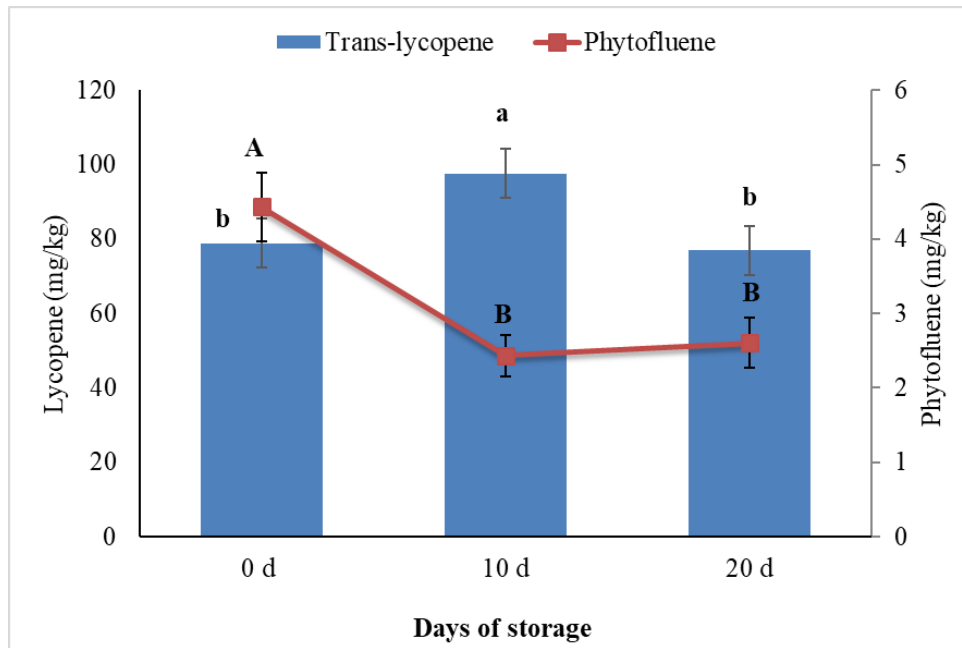 Trans-lycopene Phytofluene
Lycopene (mg/kg)
120
100
80
60
40
20
0
b
A
a
B
b
B
6
5
4
3
2
1
0
Phytofluene (mg/kg)
0 d 10 d 20 d
Days of storage